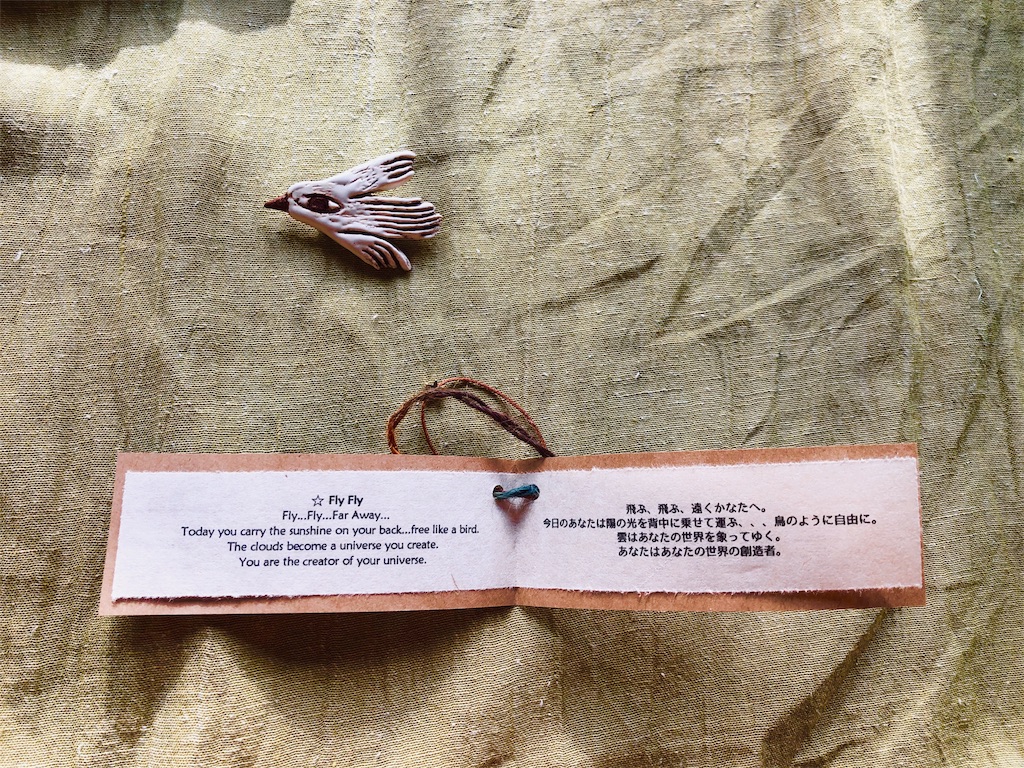 ☆ Fly Fly
Fly...Fly...Far Away...
Today you carry the sunshine on your back...free like a bird.
The clouds become a universe you create.
You are the creator of your universe.
飛ぶ、飛ぶ、遠くかなたへ。
今日のあなたは陽の光を背中に乗せて運ぶ、、、鳥のように自由に。
雲はあなたの世界を象ってゆく。
あなたはあなたの世界の創造者。